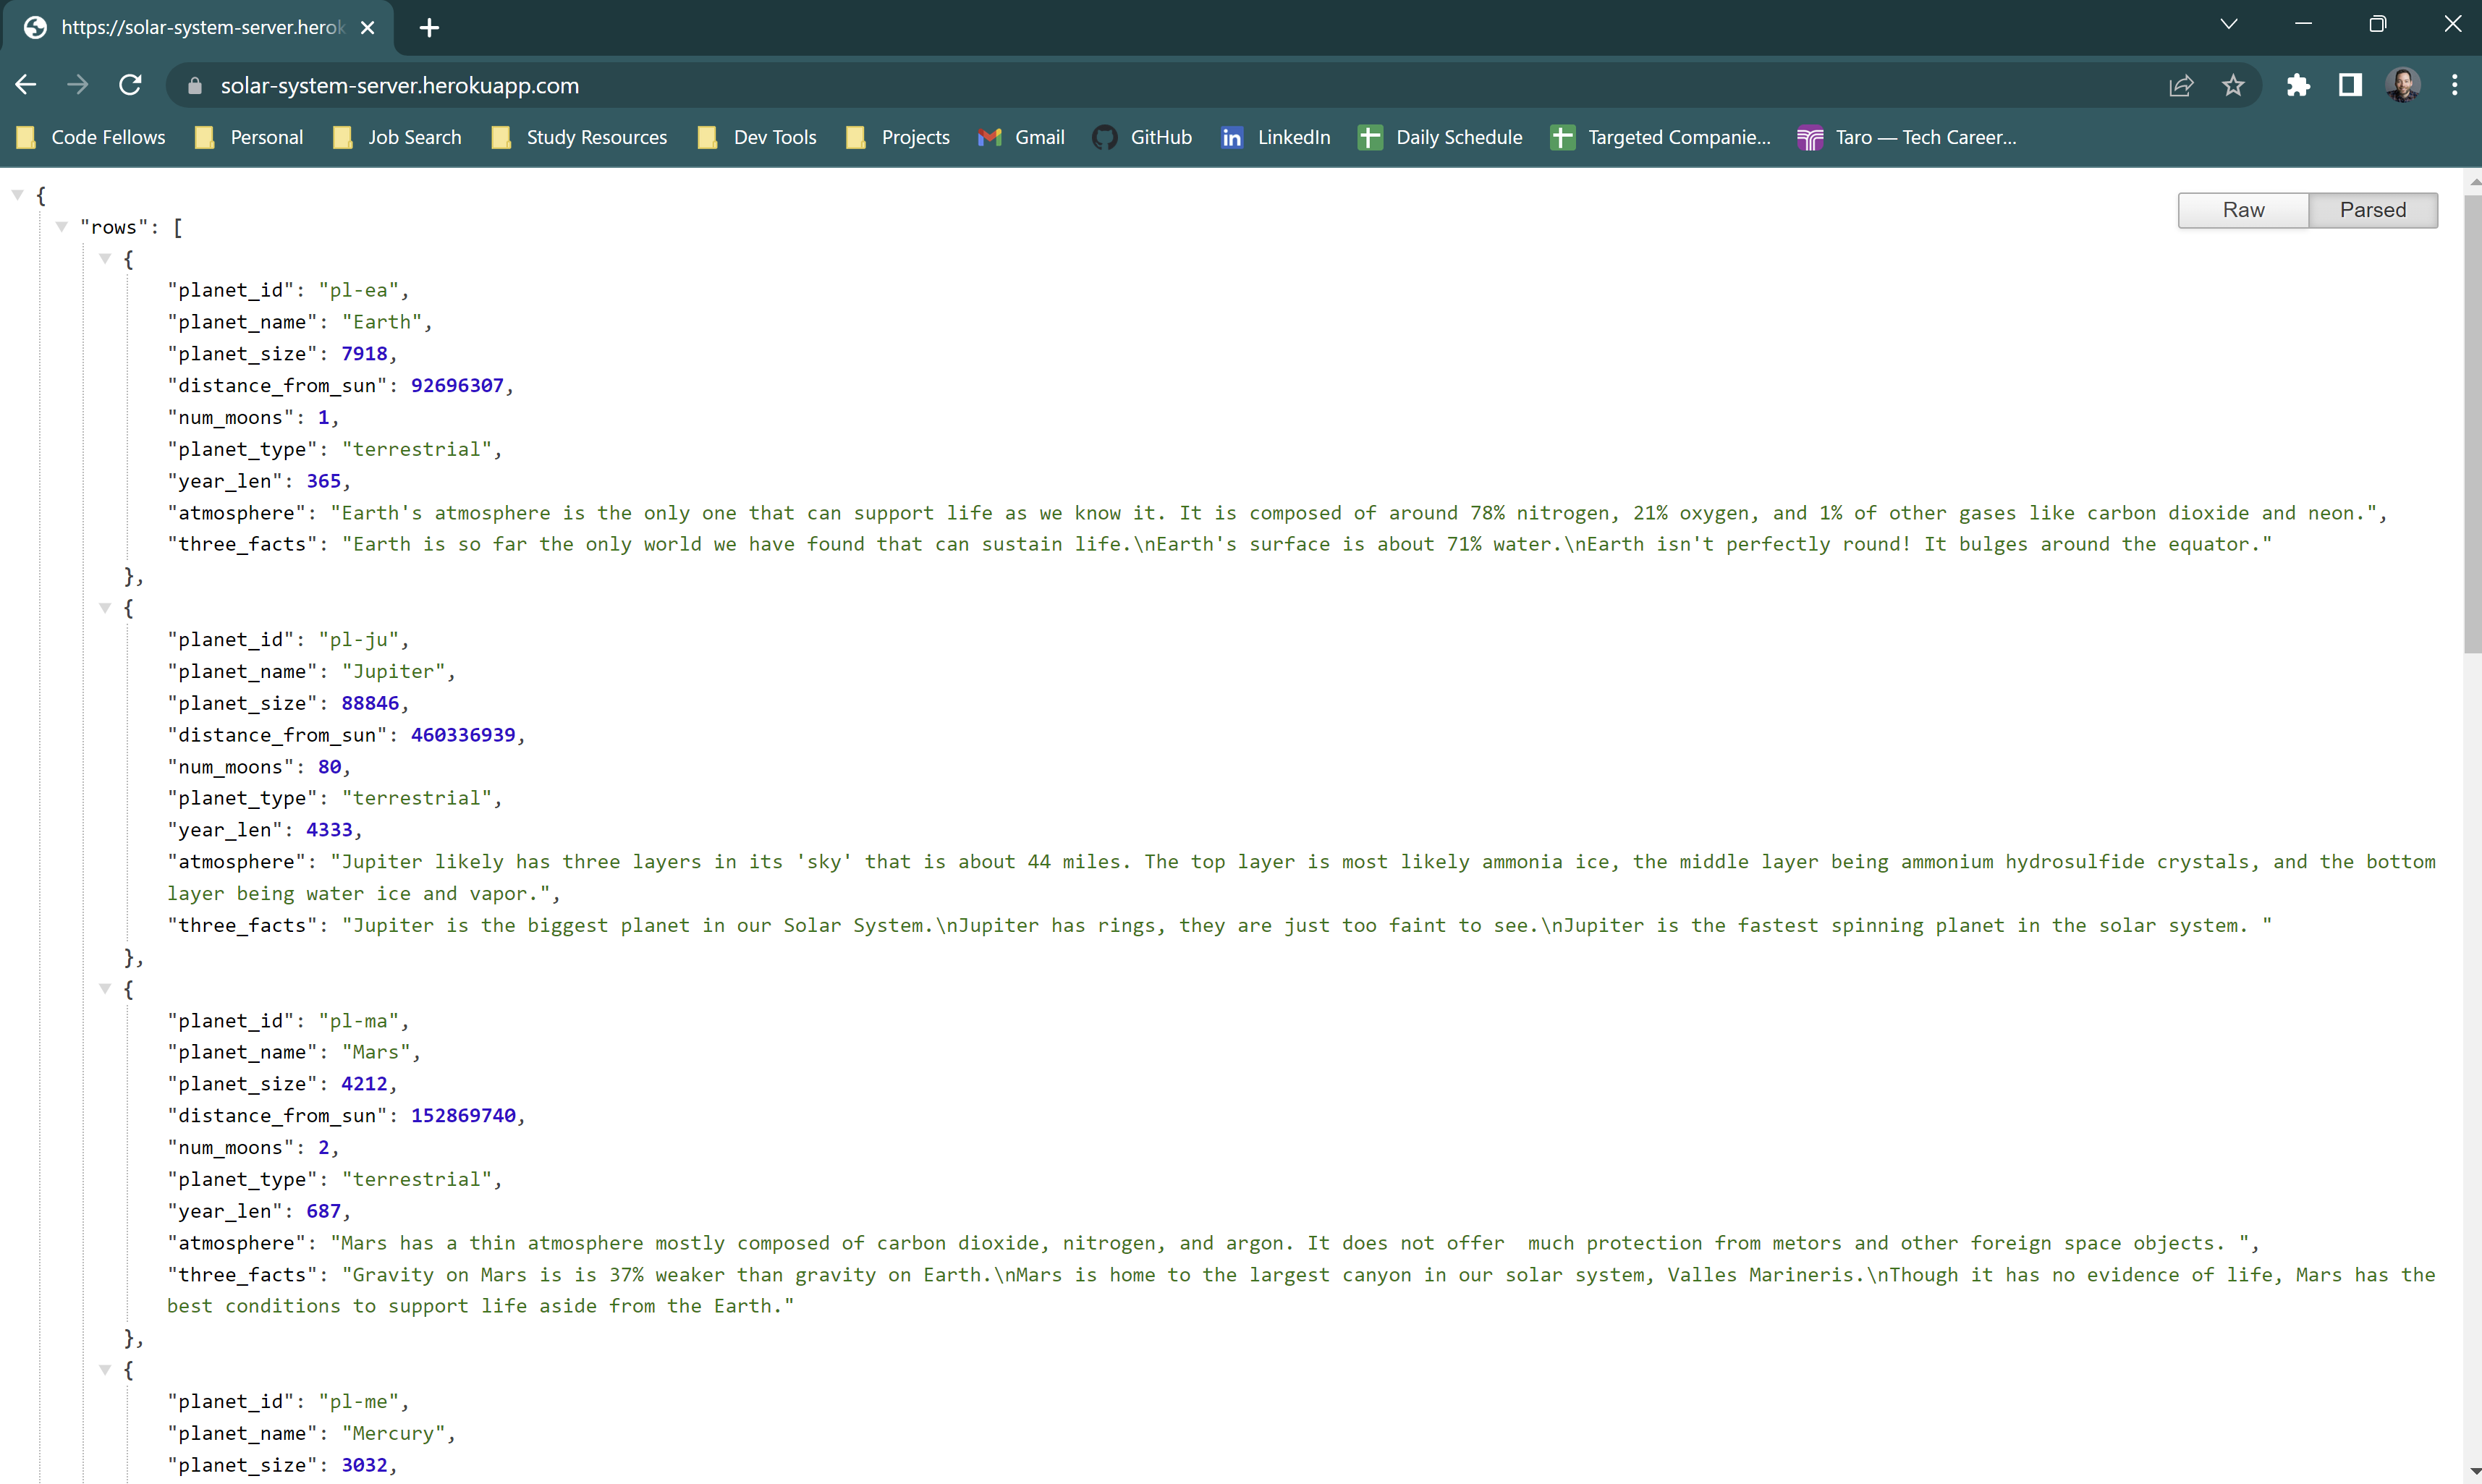 https://solar-system-server.herok
solar-system-server.herokuapp.com
Code Fellows Personal Job Search Study Resources Dev Tools Projects Gmail GitHub LinkedIn Daily Schedule Targeted Companie... Taro — Tech Career...
Raw Parsed
{
"rows": [
{
"planet_id": "pl-ea",
"planet_name": "Earth",
"planet_size": 7918,
"distance_from_sun": 92696307,
"num_moons": 1,
"planet_type": "terrestrial",
"year_len": 365,
"atmosphere": "Earth's atmosphere is the only one that can support life as we know it. It is composed of around 78% nitrogen, 21% oxygen, and 1% of other gases like carbon dioxide and neon.",
"three_facts": "Earth is so far the only world we have found that can sustain life.\nEarth's surface is about 71% water.\nEarth isn't perfectly round! It bulges around the equator."
},
{
"planet_id": "pl-ju",
"planet_name": "Jupiter",
"planet_size": 88846,
"distance_from_sun": 460336939,
"num_moons": 80,
"planet_type": "terrestrial",
"year_len": 4333,
"atmosphere": "Jupiter likely has three layers in its 'sky' that is about 44 miles. The top layer is most likely ammonia ice, the middle layer being ammonium hydrosulfide crystals, and the bottom
layer being water ice and vapor.",
"three_facts": "Jupiter is the biggest planet in our Solar System.\nJupiter has rings, they are just too faint to see.\nJupiter is the fastest spinning planet in the solar system. "
},
{
"planet_id": "pl-ma",
"planet_name": "Mars",
"planet_size": 4212,
"distance_from_sun": 152869740,
"num_moons": 2,
"planet_type": "terrestrial",
"year_len": 687,
"atmosphere": "Mars has a thin atmosphere mostly composed of carbon dioxide, nitrogen, and argon. It does not offer  much protection from metors and other foreign space objects. ",
"three_facts": "Gravity on Mars is is 37% weaker than gravity on Earth.\nMars is home to the largest canyon in our solar system, Valles Marineris.\nThough it has no evidence of life, Mars has the
best conditions to support life aside from the Earth."
},
{
"planet_id": "pl-me",
"planet_name": "Mercury",
"planet_size": 3032,